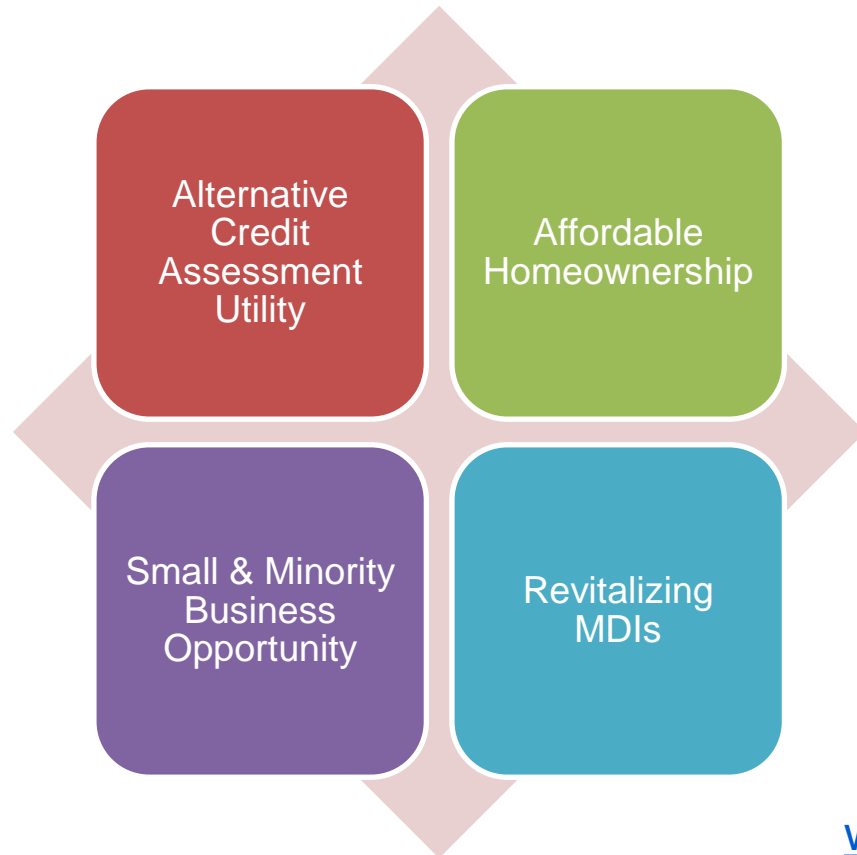 Alternative
Credit
Assessment
Utility
Affordable
Homeownership
Small & Minority
Business
Opportunity
Revitalizing
MDIs